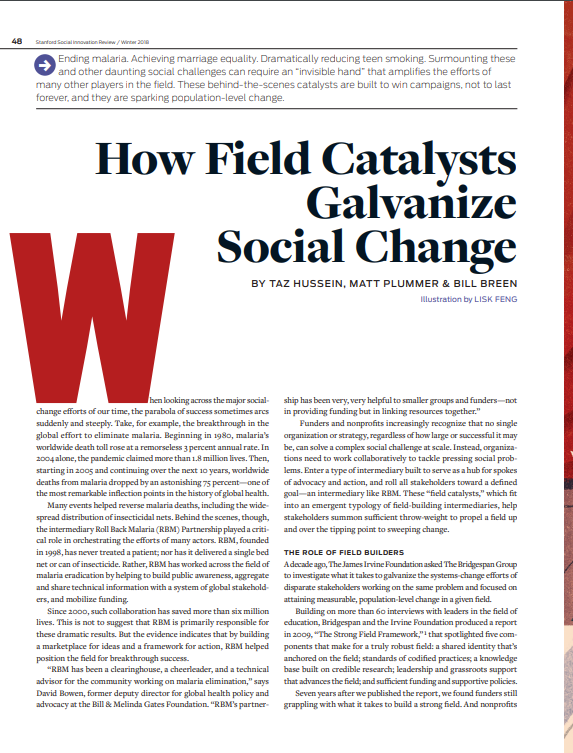 48
Stanford Social Innovation Review / Winter 2018
Ending malaria. Achieving marriage equality. Dramatically reducing teen smoking. Surmounting these
and other daunting social challenges can require an “invisible hand” that amplifies the efforts of
many other players in the field. These behind-the-scenes catalysts are built to win campaigns, not to last
forever, and they are sparking population-level change.
How Field Catalysts
Galvanize
Social Change
BY TAZ HUSSEIN, MATT PLUMMER & BILL BREEN
Illustration by LISK FENG
When looking across the major social-
change efforts of our time, the parabola of success sometimes arcs
suddenly and steeply. Take, for example, the breakthrough in the
global effort to eliminate malaria. Beginning in 1980, malaria’s
worldwide death toll rose at a remorseless 3 percent annual rate. In
2004 alone, the pandemic claimed more than 1.8 million lives. Then,
starting in 2005 and continuing over the next 10 years, worldwide
deaths from malaria dropped by an astonishing 75 percent—one of
the most remarkable inflection points in the history of global health.
Many events helped reverse malaria deaths, including the wide-
spread distribution of insecticidal nets. Behind the scenes, though,
the intermediary Roll Back Malaria (RBM) Partnership played a criti-
cal role in orchestrating the efforts of many actors. RBM, founded
in 1998, has never treated a patient; nor has it delivered a single bed
net or can of insecticide. Rather, RBM has worked across the field of
malaria eradication by helping to build public awareness, aggregate
and share technical information with a system of global stakehold-
ers, and mobilize funding.
Since 2000, such collaboration has saved more than six million
lives. This is not to suggest that RBM is primarily responsible for
these dramatic results. But the evidence indicates that by building
a marketplace for ideas and a framework for action, RBM helped
position the field for breakthrough success.
“RBM has been a clearinghouse, a cheerleader, and a technical
advisor for the community working on malaria elimination,” says
David Bowen, former deputy director for global health policy and
advocacy at the Bill & Melinda Gates Foundation. “RBM’s partner-
ship has been very, very helpful to smaller groups and funders—not
in providing funding but in linking resources together.”
Funders and nonprofits increasingly recognize that no single
organization or strategy, regardless of how large or successful it may
be, can solve a complex social challenge at scale. Instead, organiza-
tions need to work collaboratively to tackle pressing social prob-
lems. Enter a type of intermediary built to serve as a hub for spokes
of advocacy and action, and roll all stakeholders toward a defined
goal—an intermediary like RBM. These “field catalysts,” which fit
into an emergent typology of field-building intermediaries, help
stakeholders summon sufficient throw-weight to propel a field up
and over the tipping point to sweeping change.
THE ROLE OF FIELD BUILDERS
A decade ago, The James Irvine Foundation asked The Bridgespan Group
to investigate what it takes to galvanize the systems-change efforts of
disparate stakeholders working on the same problem and focused on
attaining measurable, population-level change in a given field.
Building on more than 60 interviews with leaders in the field of
education, Bridgespan and the Irvine Foundation produced a report
in 2009, “The Strong Field Framework,”1 that spotlighted five com-
ponents that make for a truly robust field: a shared identity that’s
anchored on the field; standards of codified practices; a knowledge
base built on credible research; leadership and grassroots support
that advances the field; and sufficient funding and supportive policies.
Seven years after we published the report, we found funders still
grappling with what it takes to build a strong field. And nonprofits